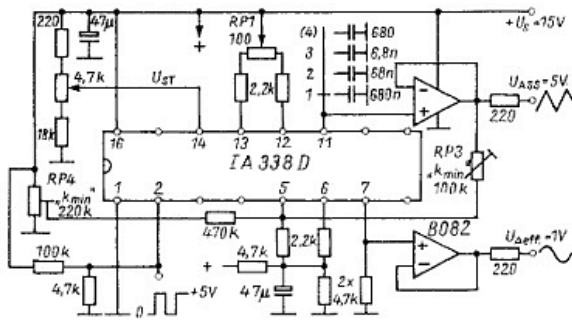 220
47µ
RP1
100
(4)
3
2
1
680
6,8n
68n
680n
+U_S=15V
4,7k
U_ST
2,2k
U_ASS=5V
220
18k
16
14
13
12
11
IA 338 D
RP3
"k_min"
100k
RP4
"k_min"
220k
1
2
5
6
7
470k
B082
100k
4,7k
2,2k
U_Aeff.=1V
220
4,7k
+
47µ
2x
4,7k
0
+5V